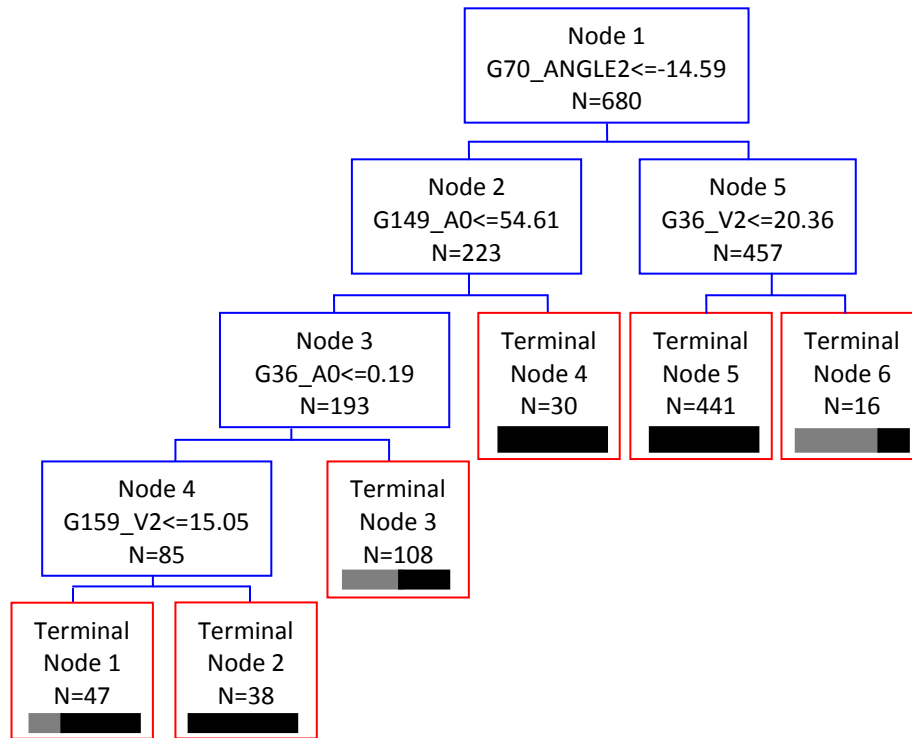 Node 1
G70_ANGLE2<=-14.59
N=680
Node 2
G149_A0<=54.61
N=223
Node 5
G36_V2<=20.36
N=457
Node 3
G36_A0<=0.19
N=193
Terminal
Node 4
N=30
Terminal
Node 5
N=441
Terminal
Node 6
N=16
Node 4
G159_V2<=15.05
N=85
Terminal
Node 3
N=108
Terminal
Node 1
N=47
Terminal
Node 2
N=38